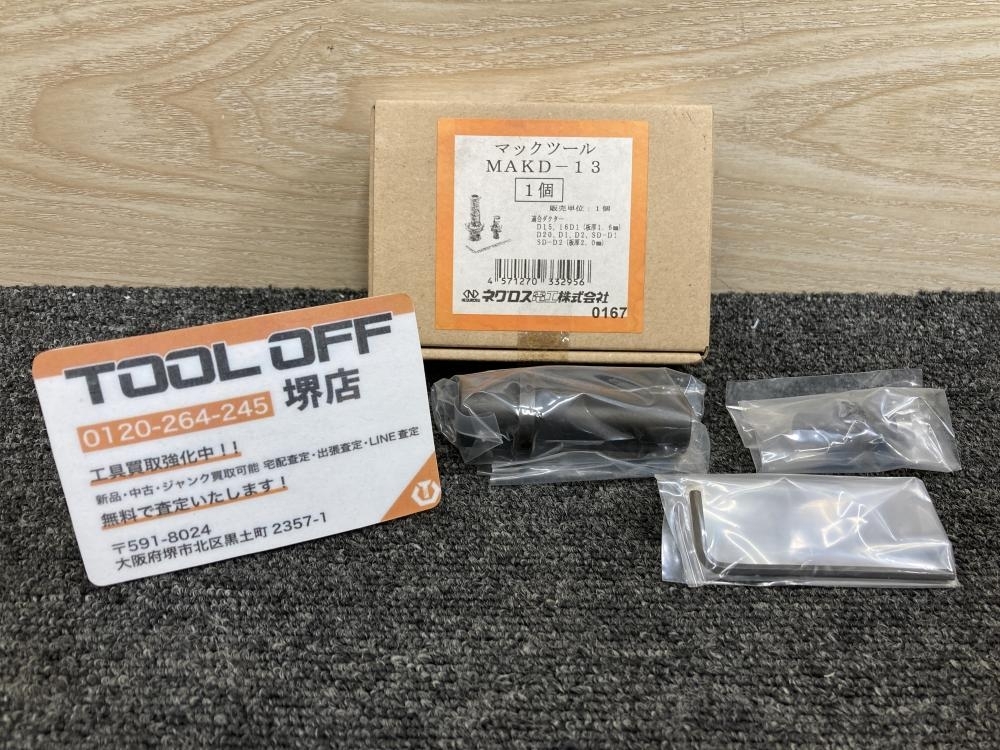 マックツール
MAKD-13
1個
販売単位：1個
適合ダクター
D15,16D1(板厚1.6mm)
D20,D1,D2,SD-D1
SD-D2(板厚2.0mm)
4 571270 332956
ネグロス電工株式会社
0167
TOOL OFF
0120-264-245 堺店
工具買取強化中！！
新品・中古・ジャンク買取可能 宅配査定・出張査定・LINE査定
無料で査定いたします！
〒591-8024
大阪府堺市北区黒土町 2357-1